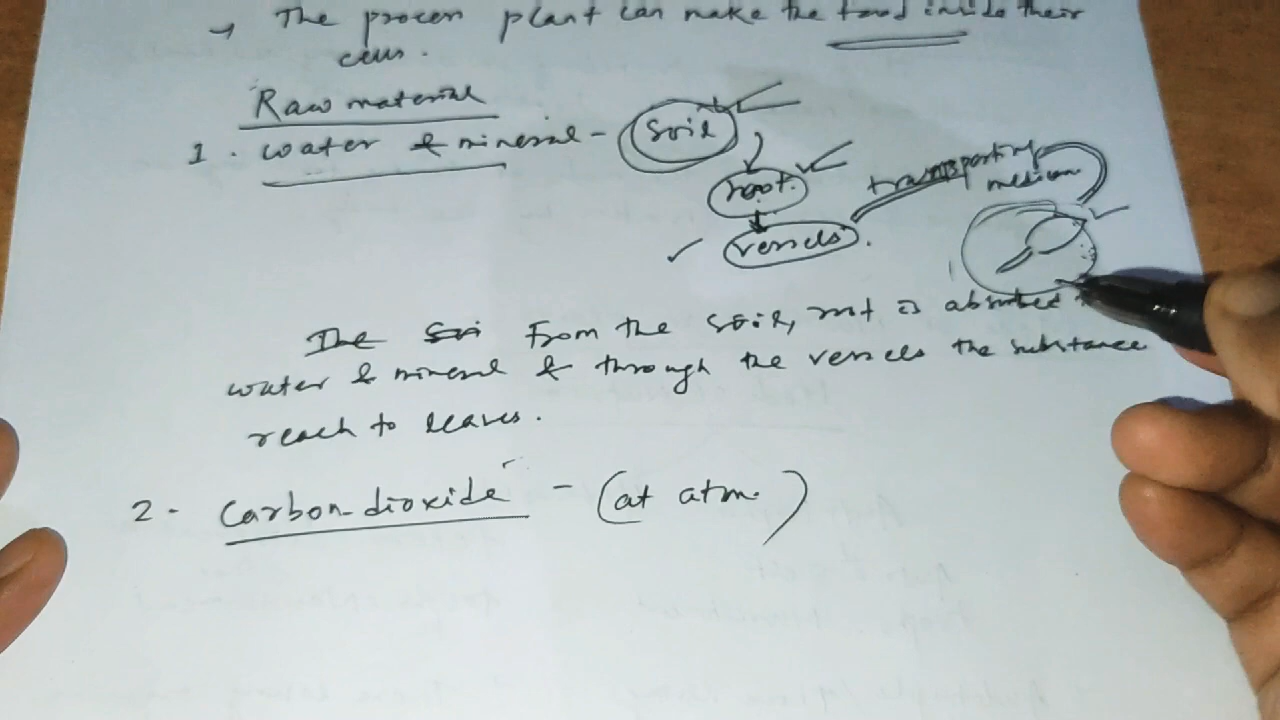 → The process plant can make the food inside their
cells.
Raw material
1. water & mineral - soil
root.
vessels.
transporting
medium
The Soi From the soil, root is absorbed
water & mineral & through the vessels the substance
reach to leaves.
2- Carbon-dioxide - (at atm.)